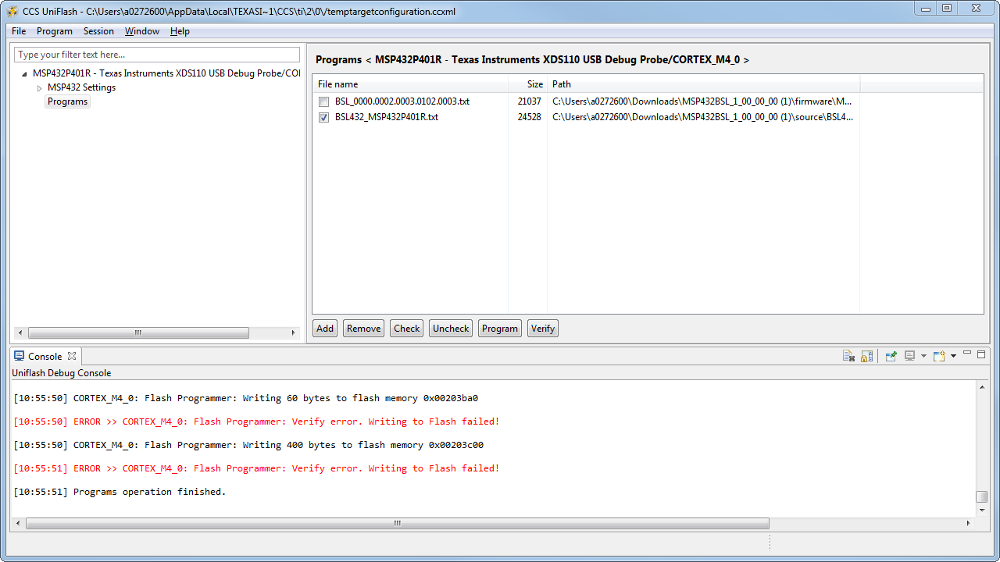 CCS UniFlash - C:\Users\a0272600\AppData\Local\TEXASI~1\CCS\ti\2\0\/temptargetconfiguration.ccxml
File Program Session Window Help
Type your filter text here...
MSP432P401R - Texas Instruments XDS110 USB Debug Probe/COI
MSP432 Settings
Programs
Programs < MSP432P401R - Texas Instruments XDS110 USB Debug Probe/CORTEX_M4_0 >
File name Size Path
BSL_0000.0002.0003.0102.0003.txt 21037 C:\Users\a0272600\Downloads\MSP432BSL_1_00_00_00 (1)\firmware\M...
BSL432_MSP432P401R.txt 24528 C:\Users\a0272600\Downloads\MSP432BSL_1_00_00_00 (1)\source\BSL4...
Add Remove Check Uncheck Program Verify
Console
Uniflash Debug Console
[10:55:50] CORTEX_M4_0: Flash Programmer: Writing 60 bytes to flash memory 0x00203ba0
[10:55:50] ERROR >> CORTEX_M4_0: Flash Programmer: Verify error. Writing to Flash failed!
[10:55:50] CORTEX_M4_0: Flash Programmer: Writing 400 bytes to flash memory 0x00203c00
[10:55:51] ERROR >> CORTEX_M4_0: Flash Programmer: Verify error. Writing to Flash failed!
[10:55:51] Programs operation finished.